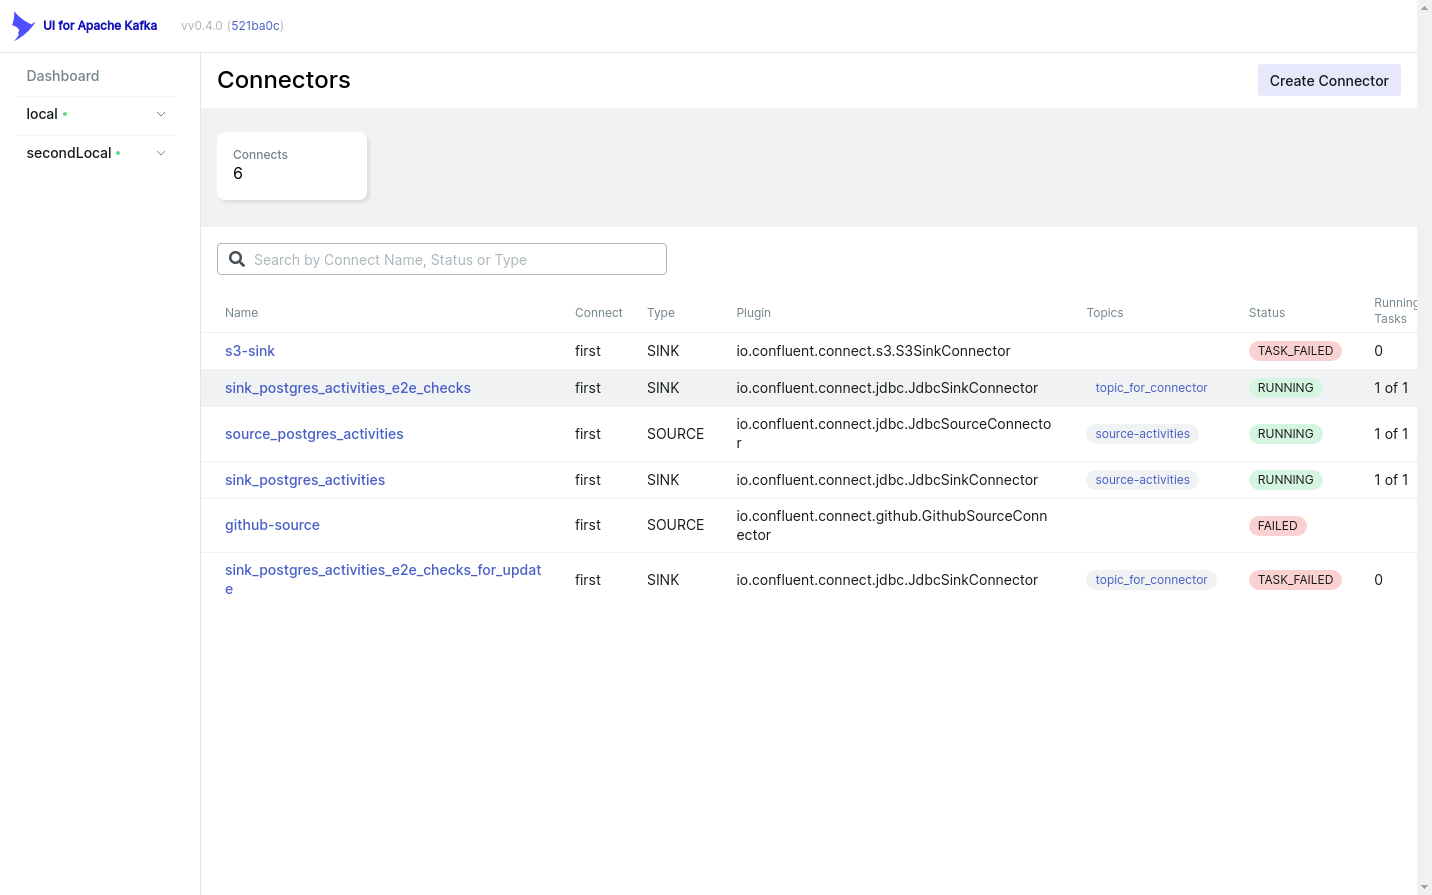 UI for Apache Kafka vv0.4.0 (521ba0c)
Dashboard
local
secondLocal
Connectors
Create Connector
Connects
6
Search by Connect Name, Status or Type
Name Connect Type Plugin Topics Status Running
Tasks
s3-sink first SINK io.confluent.connect.s3.S3SinkConnector TASK_FAILED 0
sink_postgres_activities_e2e_checks first SINK io.confluent.connect.jdbc.JdbcSinkConnector topic_for_connector RUNNING 1 of 1
source_postgres_activities first SOURCE io.confluent.connect.jdbc.JdbcSourceConnecto
r source-activities RUNNING 1 of 1
sink_postgres_activities first SINK io.confluent.connect.jdbc.JdbcSinkConnector source-activities RUNNING 1 of 1
github-source first SOURCE io.confluent.connect.github.GithubSourceConn
ector FAILED
sink_postgres_activities_e2e_checks_for_updat
e first SINK io.confluent.connect.jdbc.JdbcSinkConnector topic_for_connector TASK_FAILED 0